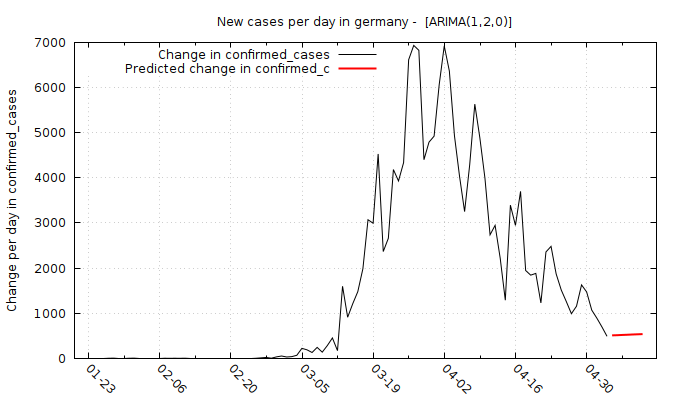 New cases per day in germany -  [ARIMA(1,2,0)]
Change in confirmed_cases
Predicted change in confirmed_c
Change per day in confirmed_cases
7000
6000
5000
4000
3000
2000
1000
0
01-23 02-06 02-20 03-05 03-19 04-02 04-16 04-30